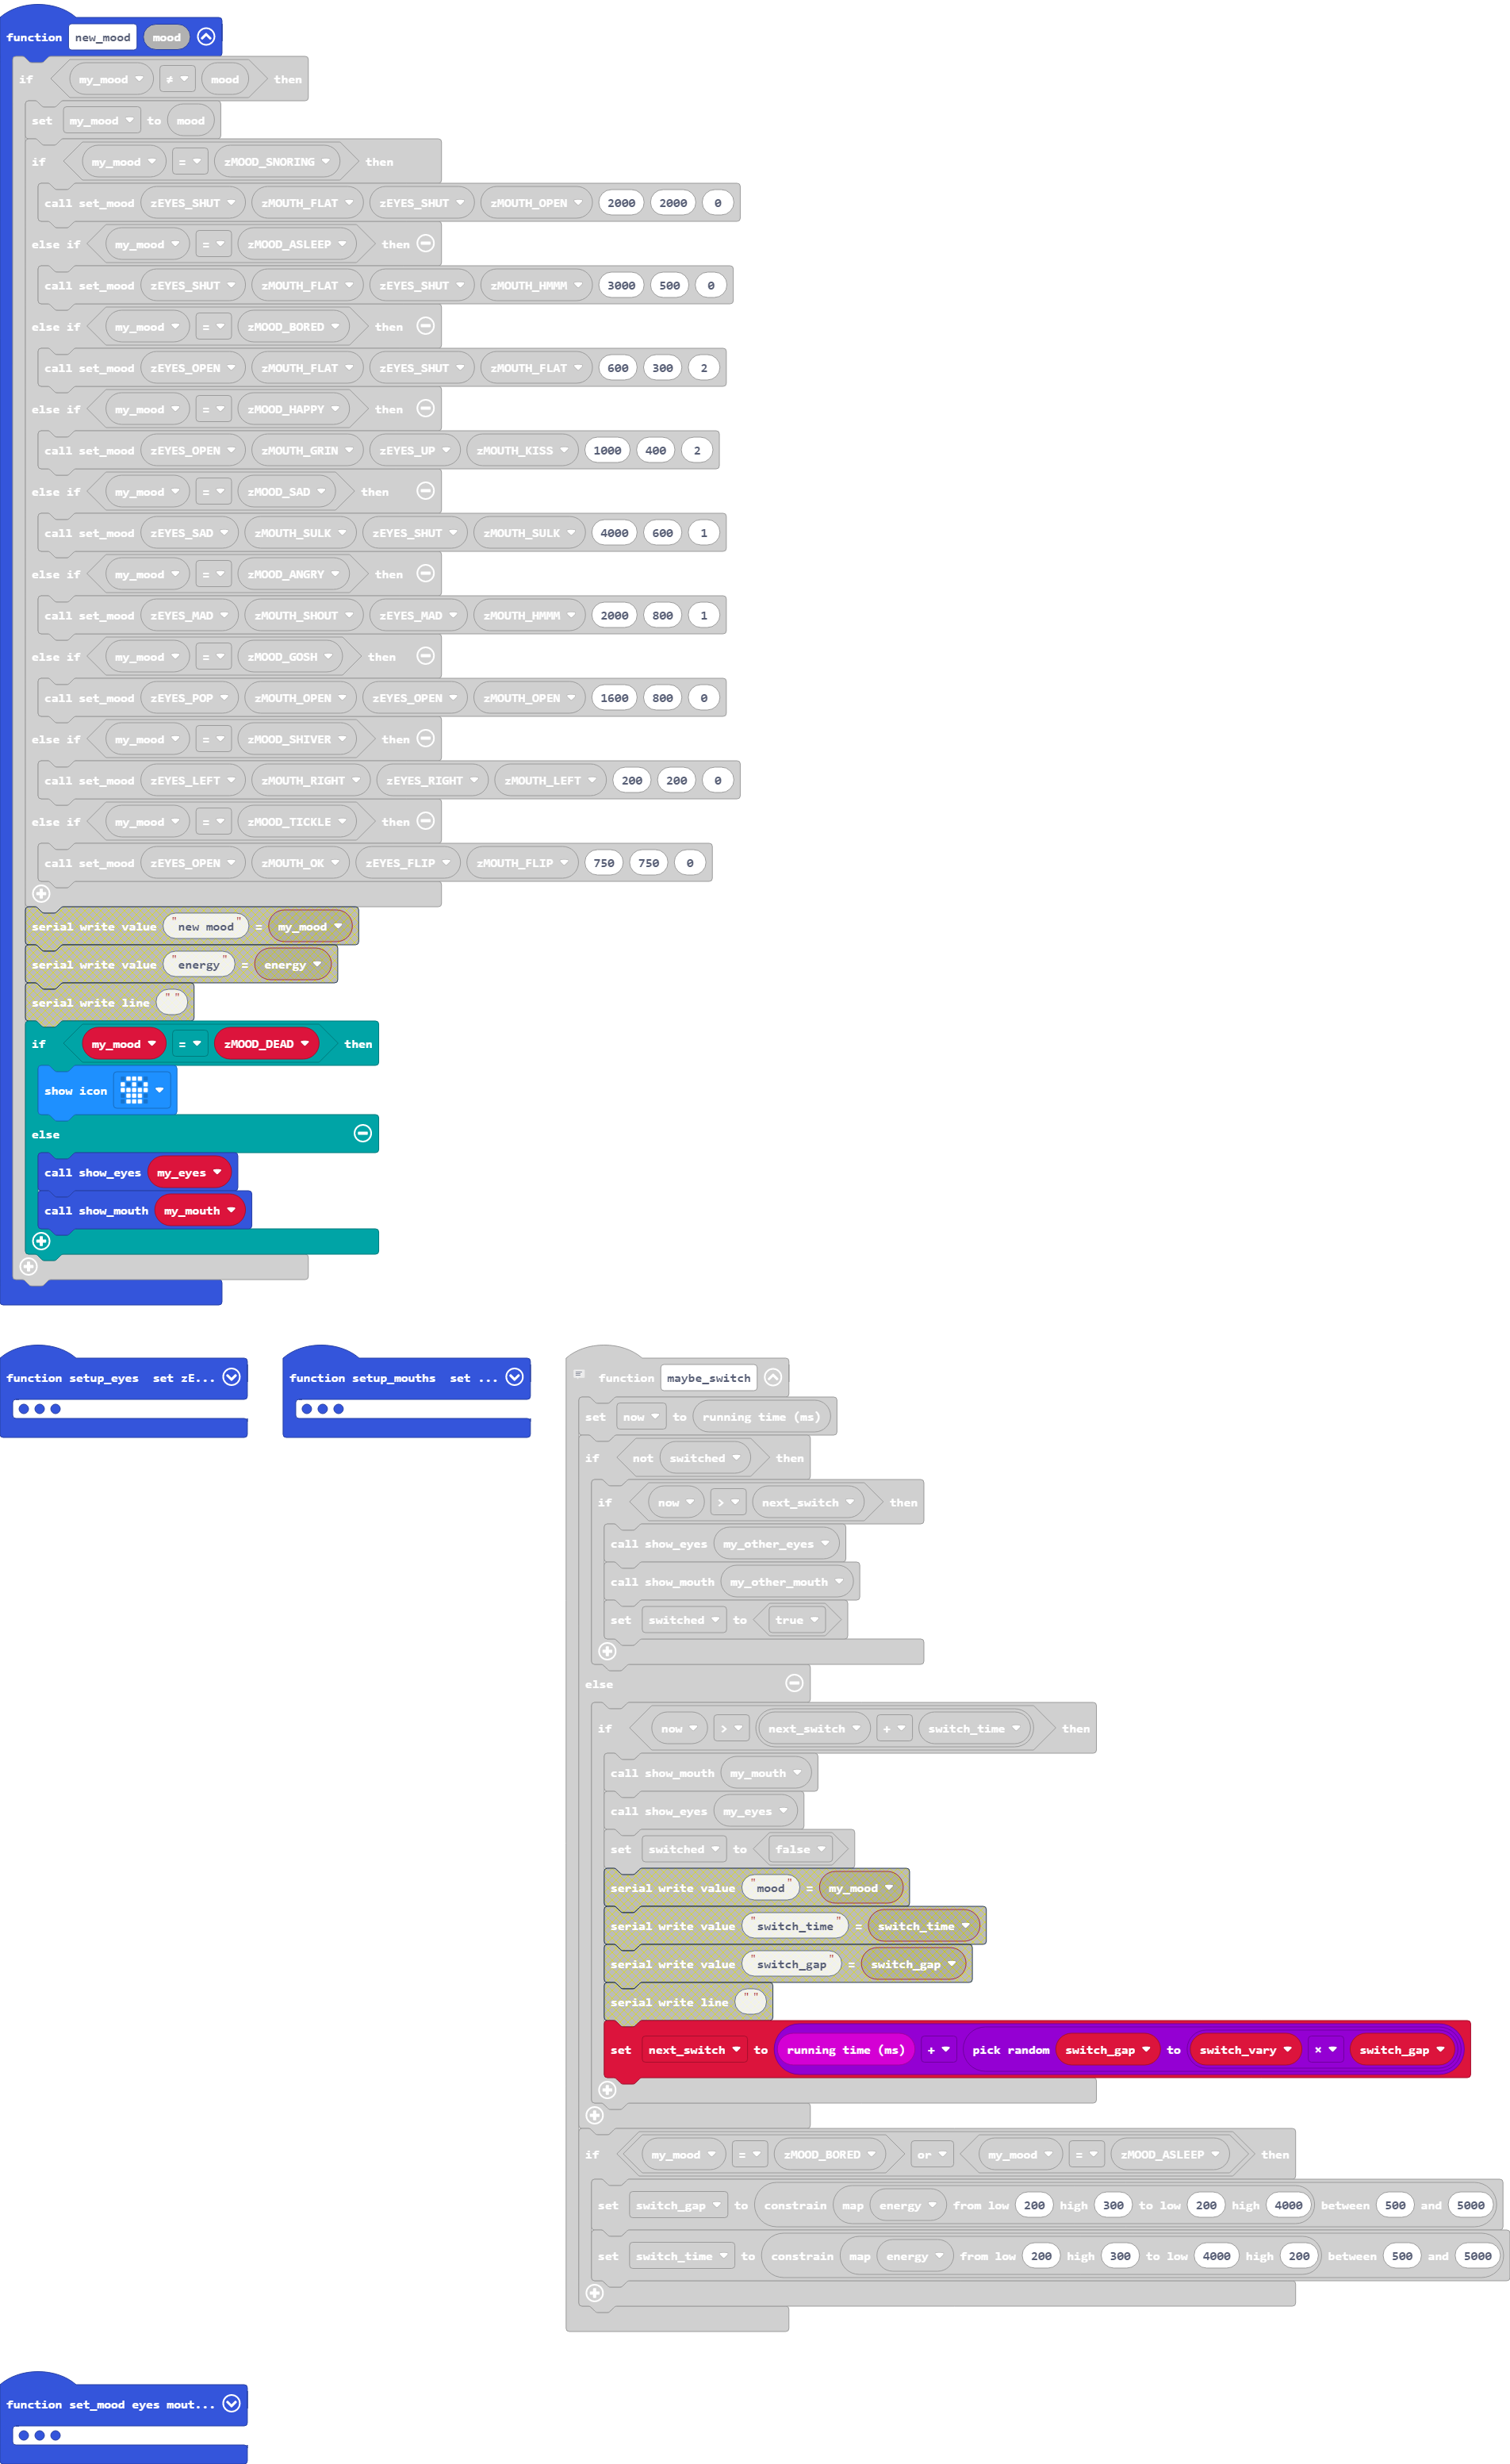 function new_mood mood
if my_mood ≠ mood then
set my_mood to mood
if my_mood = zMOOD_SNORING then
call set_mood zEYES_SHUT zMOUTH_FLAT zEYES_SHUT zMOUTH_OPEN 2000 2000 0
else if my_mood = zMOOD_ASLEEP then
call set_mood zEYES_SHUT zMOUTH_FLAT zEYES_SHUT zMOUTH_HMMM 3000 500 0
else if my_mood = zMOOD_BORED then
call set_mood zEYES_OPEN zMOUTH_FLAT zEYES_SHUT zMOUTH_FLAT 600 300 2
else if my_mood = zMOOD_HAPPY then
call set_mood zEYES_OPEN zMOUTH_GRIN zEYES_UP zMOUTH_KISS 1000 400 2
else if my_mood = zMOOD_SAD then
call set_mood zEYES_SAD zMOUTH_SULK zEYES_SHUT zMOUTH_SULK 4000 600 1
else if my_mood = zMOOD_ANGRY then
call set_mood zEYES_MAD zMOUTH_SHOUT zEYES_MAD zMOUTH_HMMM 2000 800 1
else if my_mood = zMOOD_GOSH then
call set_mood zEYES_POP zMOUTH_OPEN zEYES_OPEN zMOUTH_OPEN 1600 800 0
else if my_mood = zMOOD_SHIVER then
call set_mood zEYES_LEFT zMOUTH_RIGHT zEYES_RIGHT zMOUTH_LEFT 200 200 0
else if my_mood = zMOOD_TICKLE then
call set_mood zEYES_OPEN zMOUTH_OK zEYES_FLIP zMOUTH_FLIP 750 750 0
serial write value "new mood" = my_mood
serial write value "energy" = energy
serial write line ""
if my_mood = zMOOD_DEAD then
show icon
else
call show_eyes my_eyes
call show_mouth my_mouth
function setup_eyes set zE...
function setup_mouths set ...
function maybe_switch
set now to running time (ms)
if not switched then
if now > next_switch then
call show_eyes my_other_eyes
call show_mouth my_other_mouth
set switched to true
else
if now > next_switch + switch_time then
call show_mouth my_mouth
call show_eyes my_eyes
set switched to false
serial write value "mood" = my_mood
serial write value "switch_time" = switch_time
serial write value "switch_gap" = switch_gap
serial write line ""
set next_switch to running time (ms) + pick random switch_gap to switch_vary × switch_gap
if my_mood = zMOOD_BORED or my_mood = zMOOD_ASLEEP then
set switch_gap to constrain map energy from low 200 high 300 to low 200 high 4000 between 500 and 5000
set switch_time to constrain map energy from low 200 high 300 to low 4000 high 200 between 500 and 5000
function set_mood eyes mout...